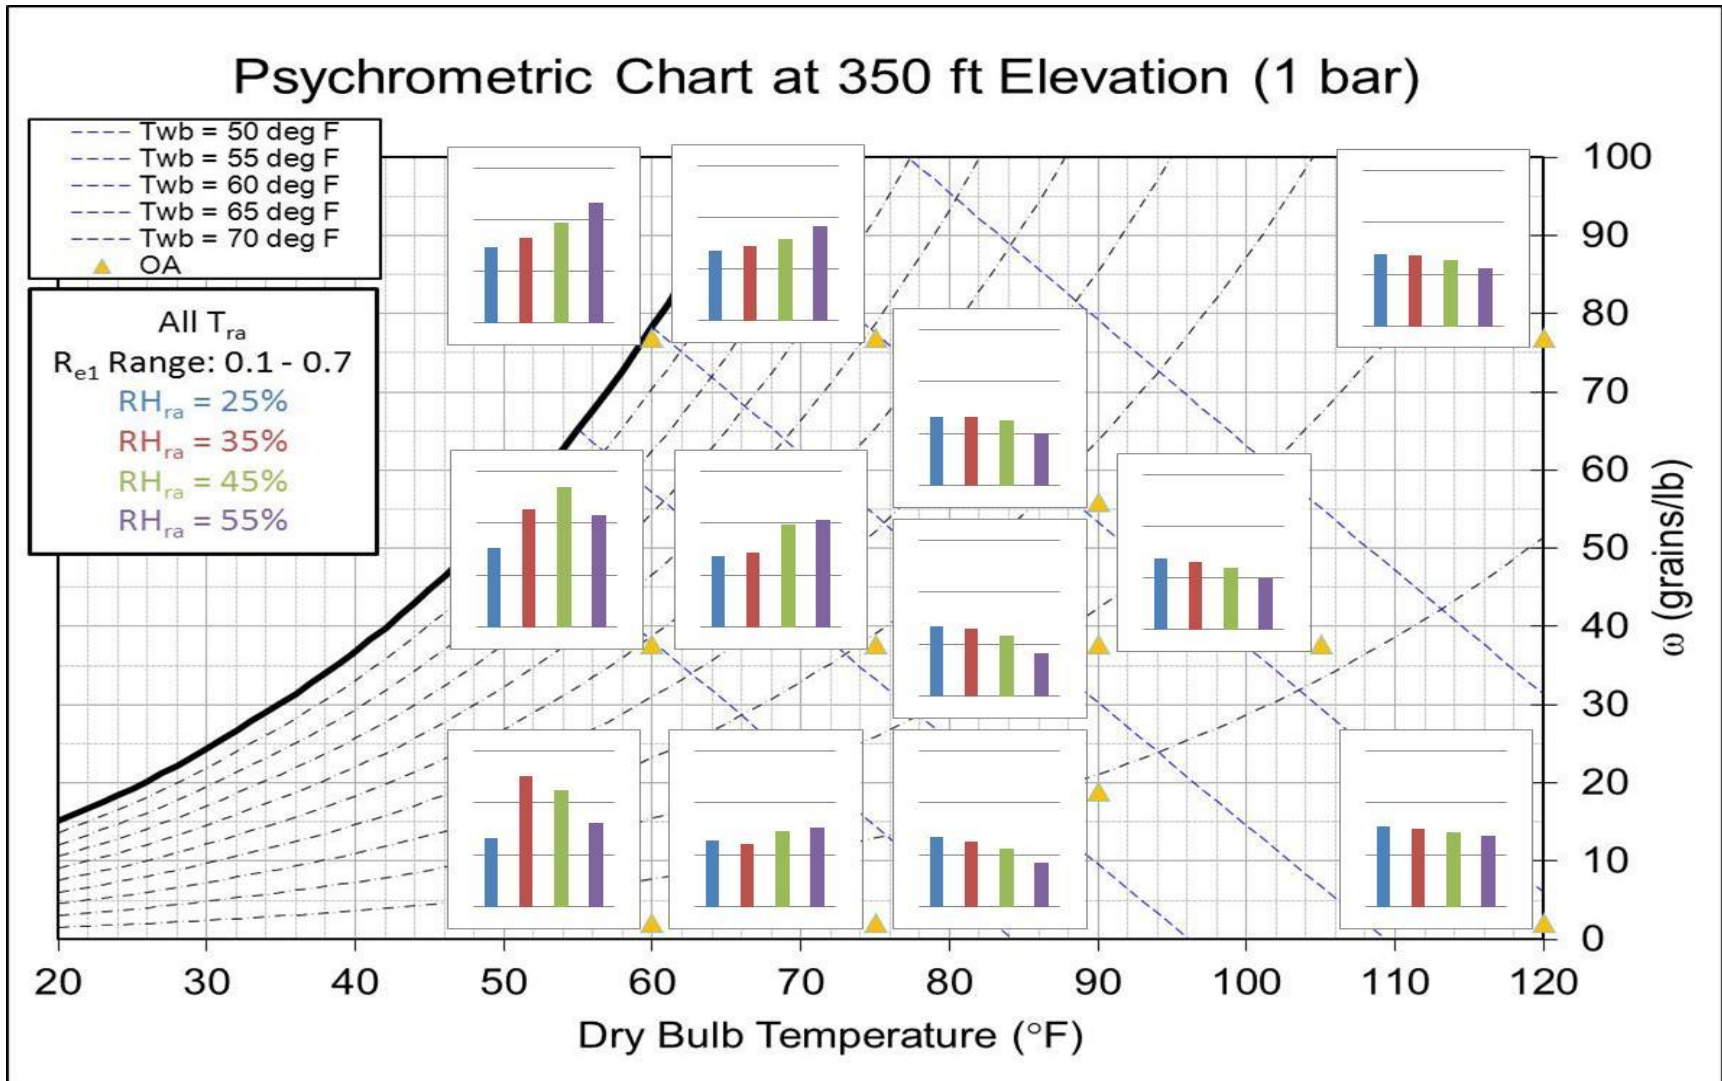 Psychrometric Chart at 350 ft Elevation (1 bar)
Twb = 50 deg F
Twb = 55 deg F
Twb = 60 deg F
Twb = 65 deg F
Twb = 70 deg F
OA
All Tra
Re1 Range: 0.1 - 0.7
RHra = 25%
RHra = 35%
RHra = 45%
RHra = 55%
100
90
80
70
60
50
40
30
20
10
0
ω (grains/lb)
20 30 40 50 60 70 80 90 100 110 120
Dry Bulb Temperature (°F)